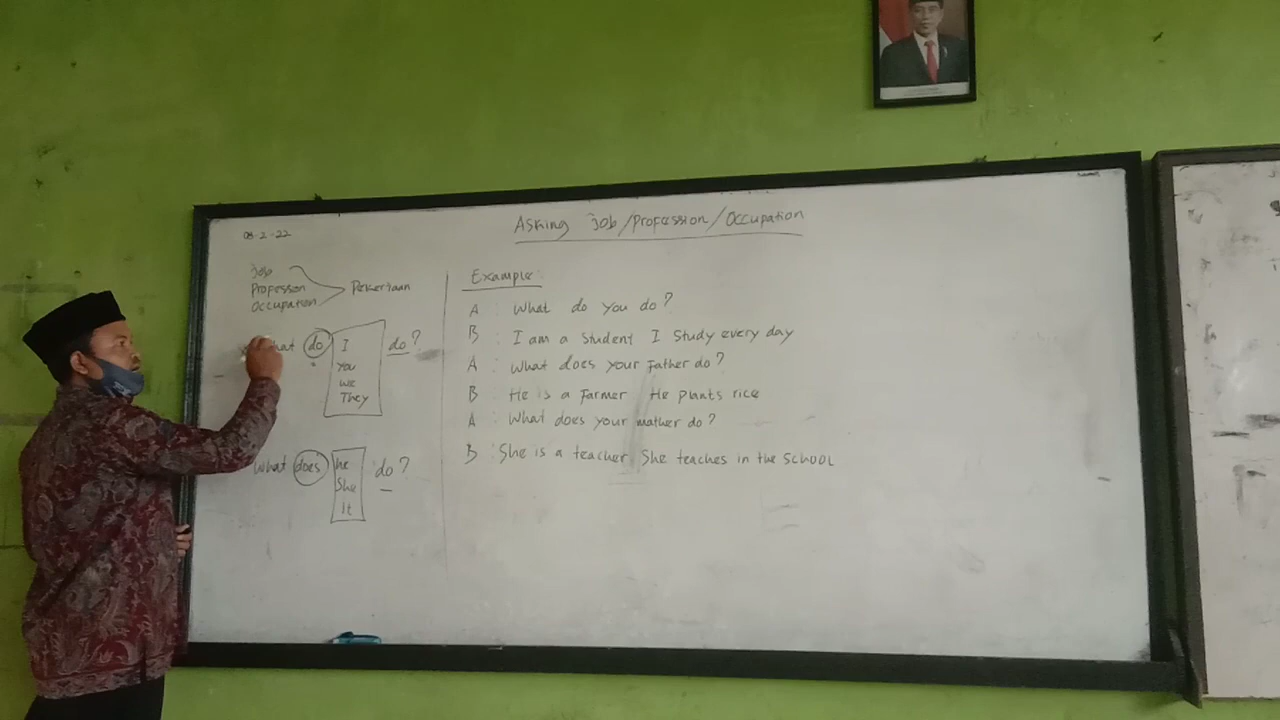 Asking job/Profession/Occupation
08-2-22
job
Profession
Occupation
Pekerjaan
What do I do?
You
We
They
What does he do?
She
it
Example:
A : What do you do?
B : I am a student I study every day
A : What does your Father do?
B : He is a Farmer He plants rice
A : What does your mather do?
B : She is a teacher She teaches in the SCHOOL